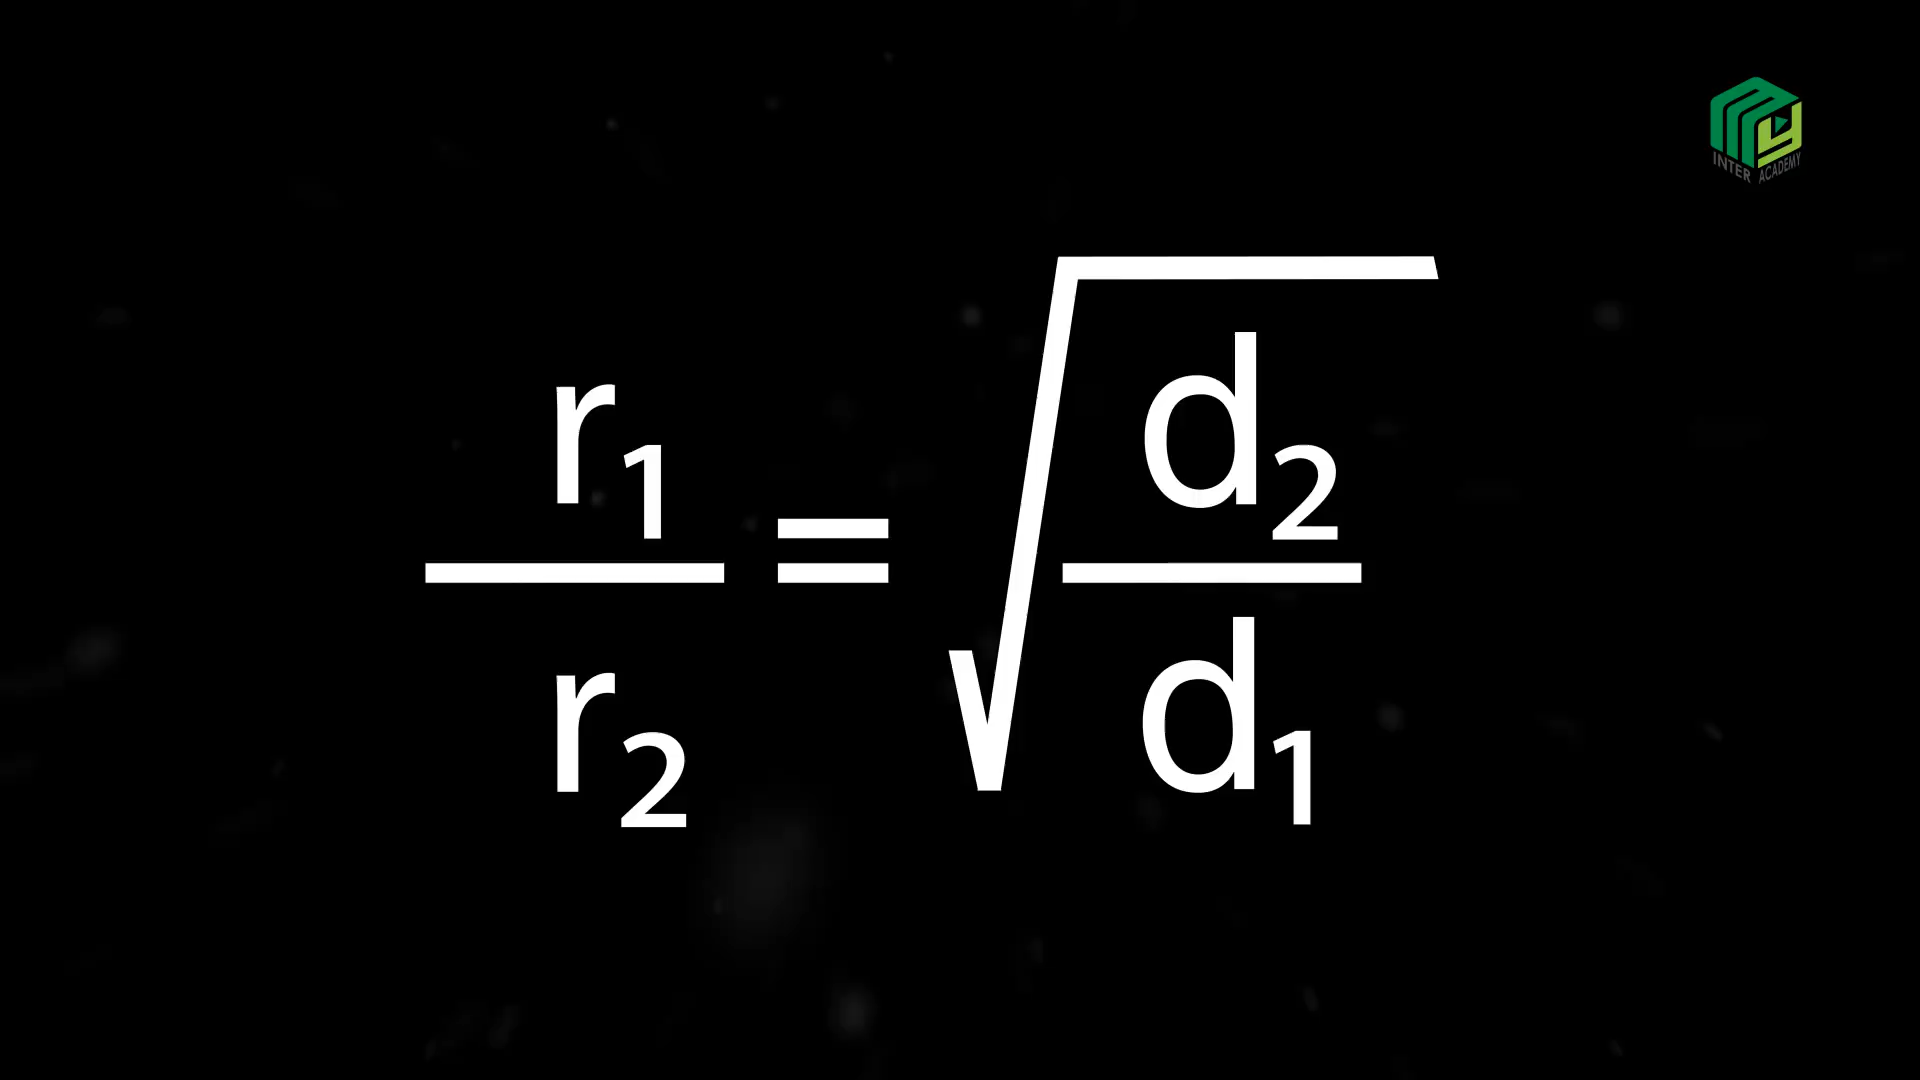 r₁/r₂ = √(d₂/d₁)
INTER ACADEMY